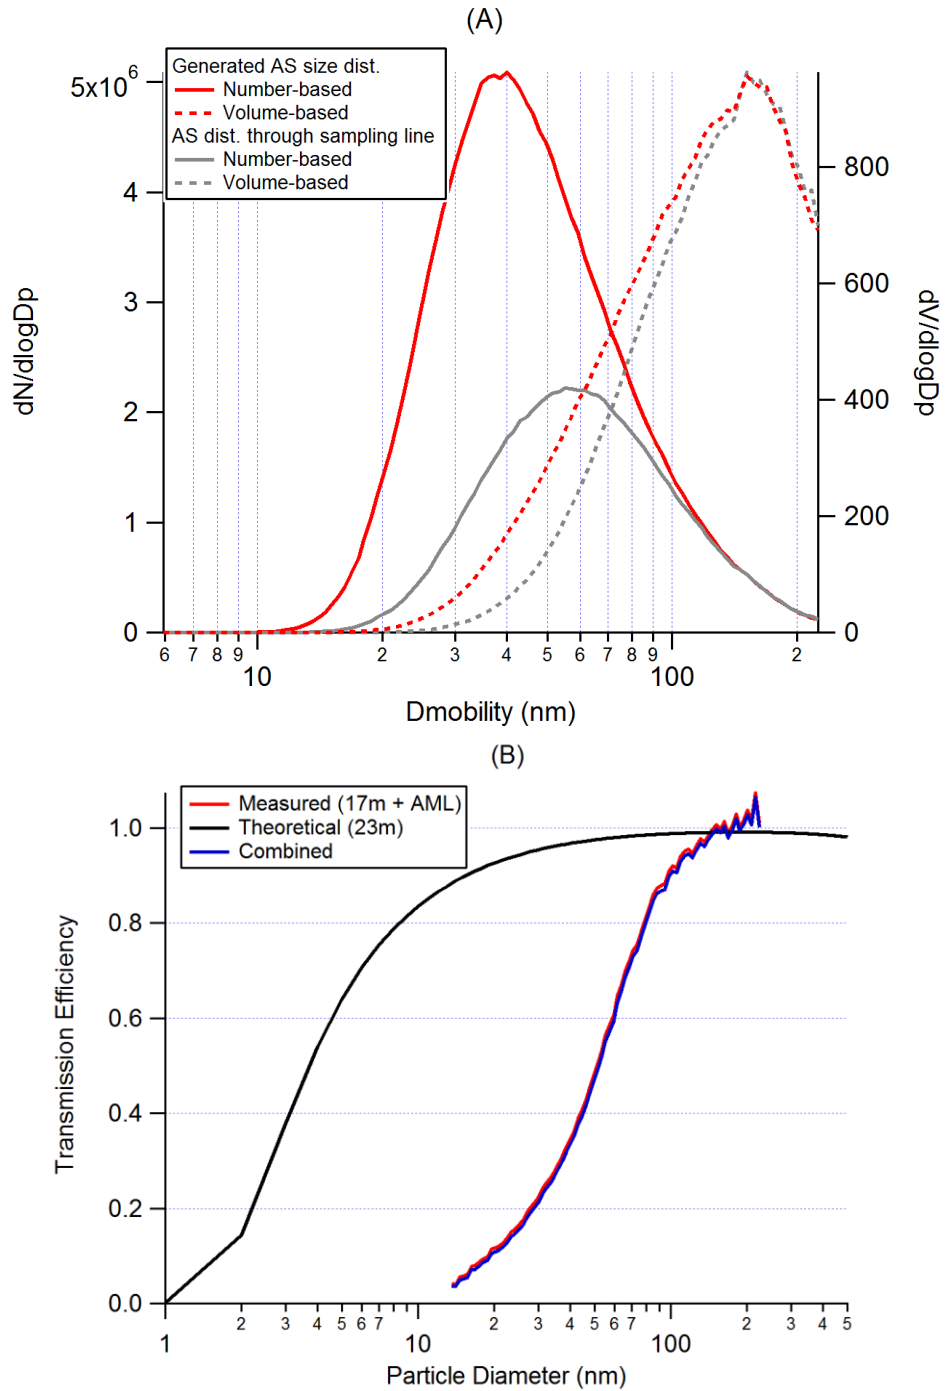 (A)
Generated AS size dist.
Number-based
Volume-based
AS dist. through sampling line
Number-based
Volume-based
5x10^6
4
3
2
1
0
dN/dlogDp
800
600
400
200
0
dV/dlogDp
6 7 8 9 10 2 3 4 5 6 7 8 9 100 2
Dmobility (nm)
(B)
Measured (17m + AML)
Theoretical (23m)
Combined
1.0
0.8
0.6
0.4
0.2
0.0
Transmission Efficiency
1 2 3 4 5 6 7 10 2 3 4 5 6 7 100 2 3 4 5
Particle Diameter (nm)